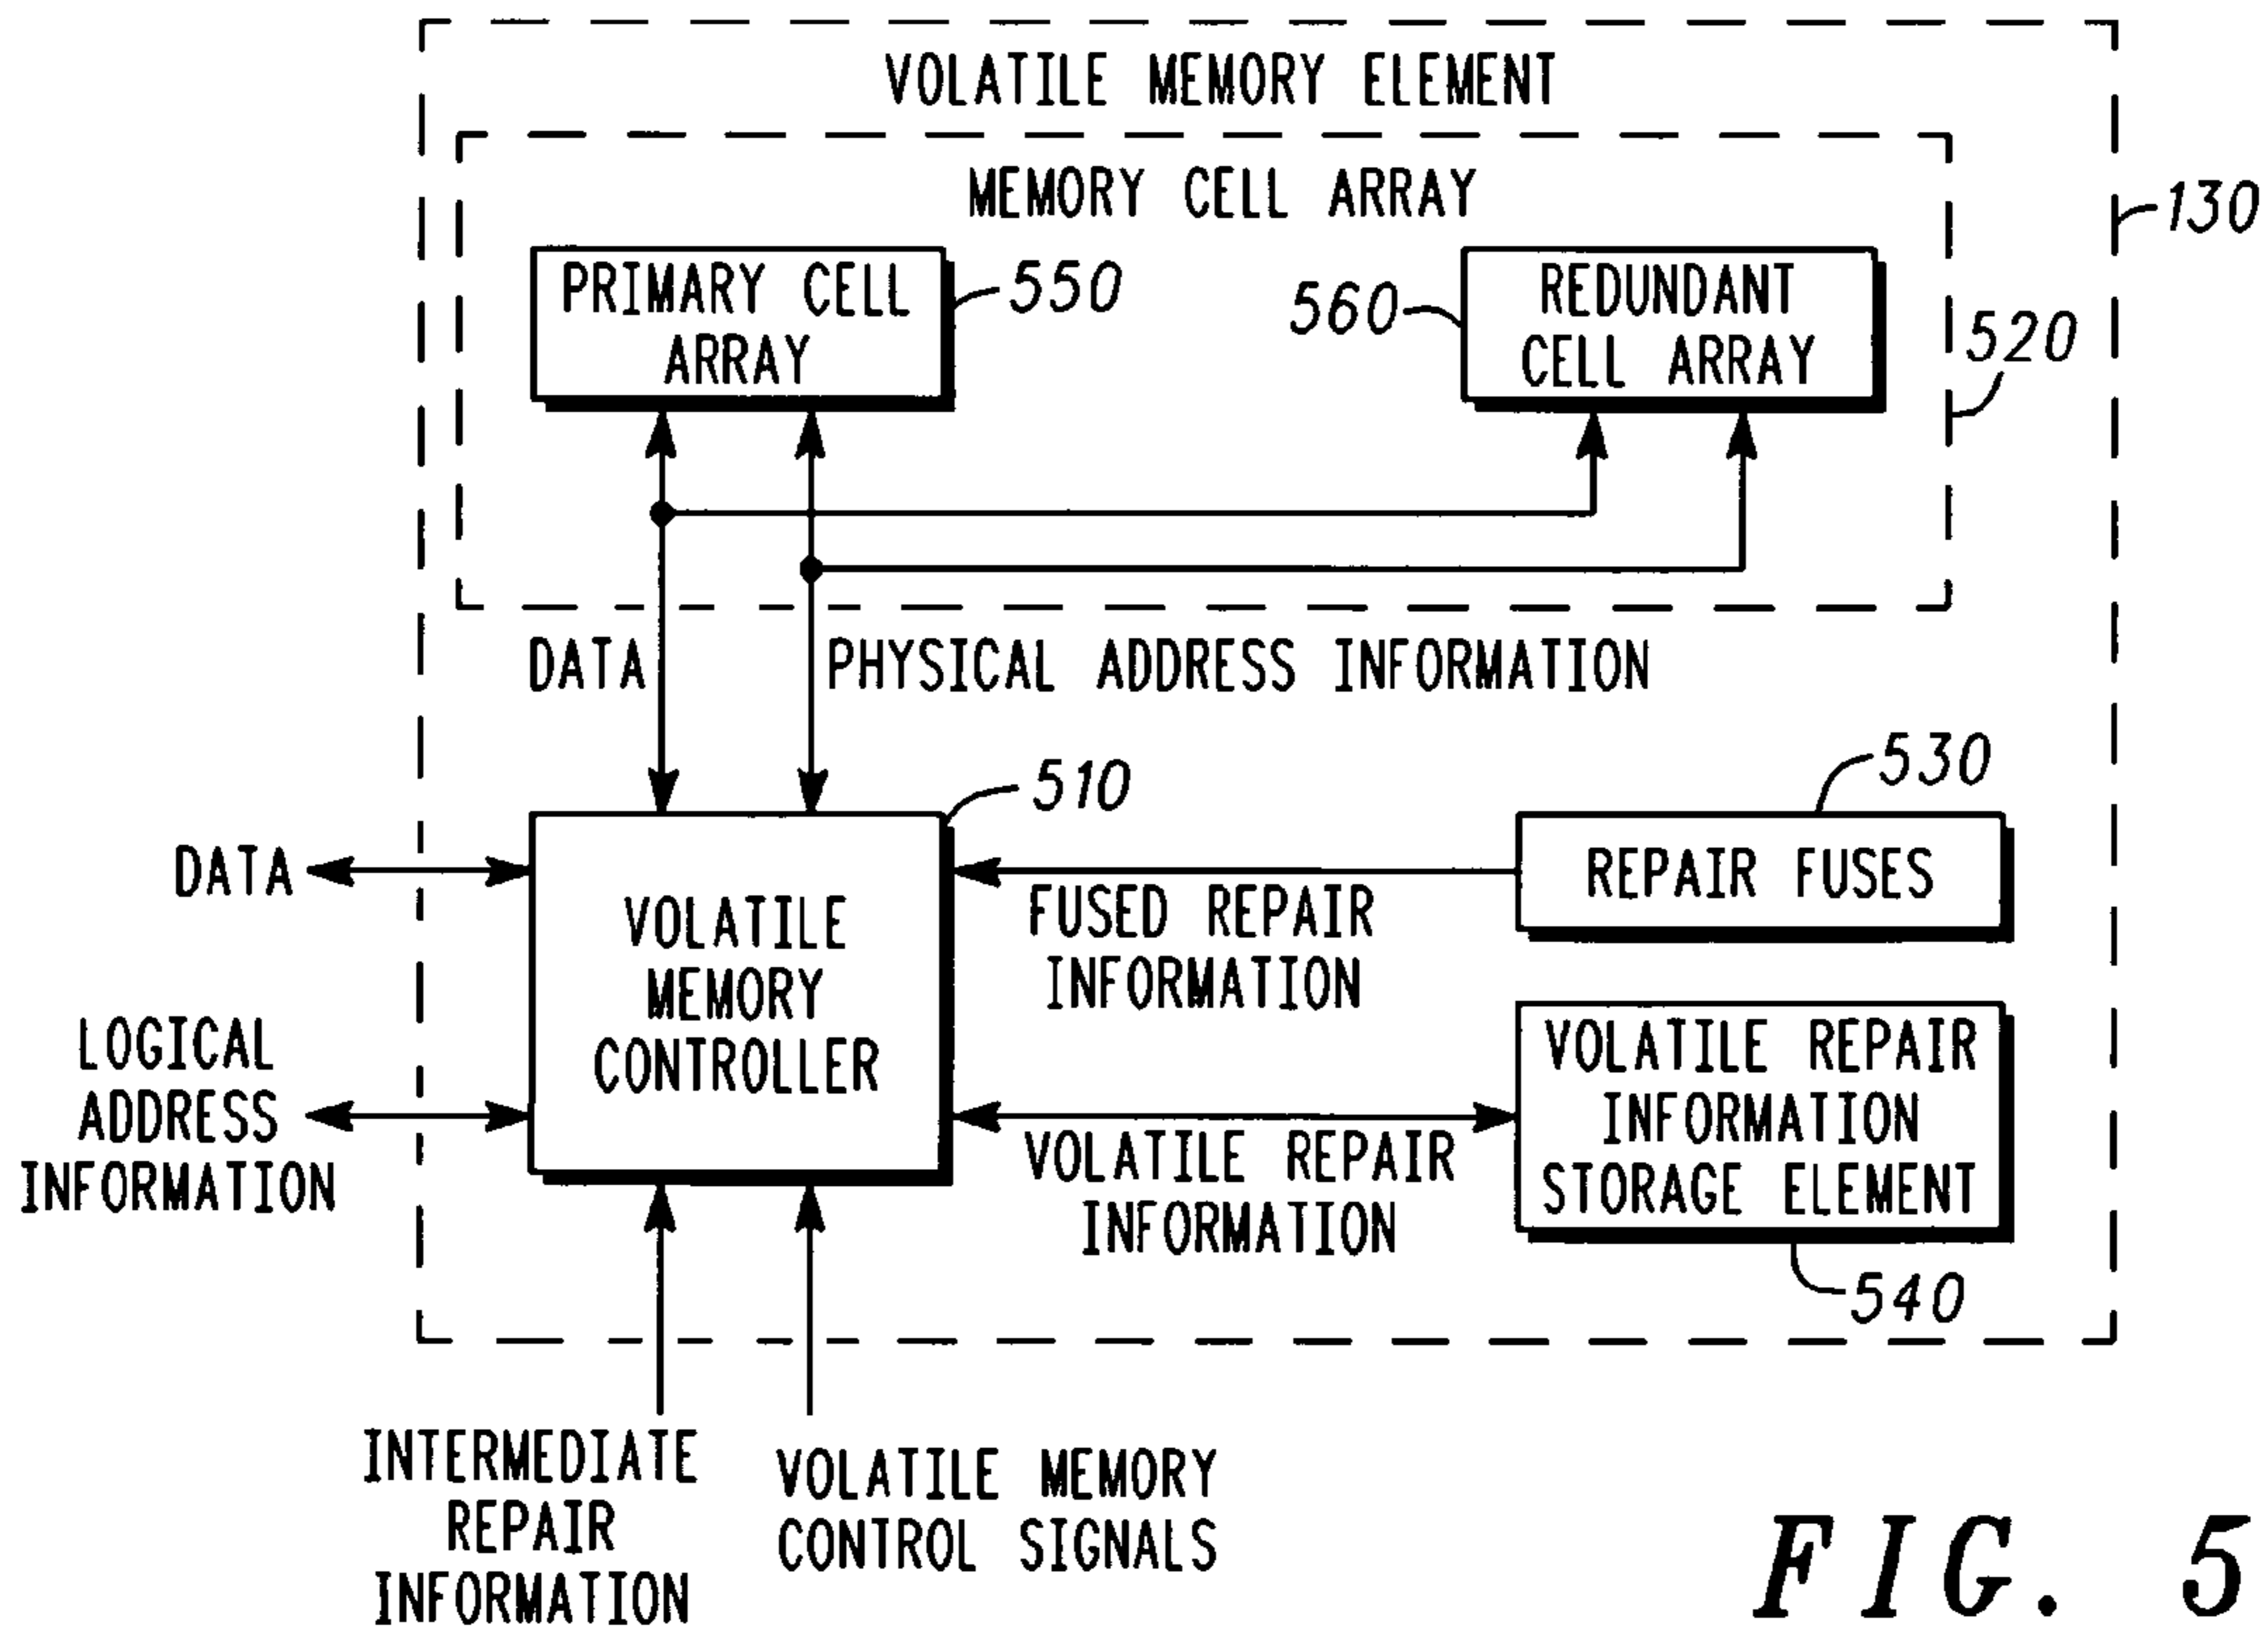 VOLATILE MEMORY ELEMENT
MEMORY CELL ARRAY
130
PRIMARY CELL
ARRAY
550
560
REDUNDANT
CELL ARRAY
520
DATA
PHYSICAL ADDRESS INFORMATION
510
530
DATA
VOLATILE
MEMORY
CONTROLLER
FUSED REPAIR
INFORMATION
REPAIR FUSES
LOGICAL
ADDRESS
INFORMATION
VOLATILE REPAIR
INFORMATION
VOLATILE REPAIR
INFORMATION
STORAGE ELEMENT
540
INTERMEDIATE
REPAIR
INFORMATION
VOLATILE MEMORY
CONTROL SIGNALS
FIG. 5